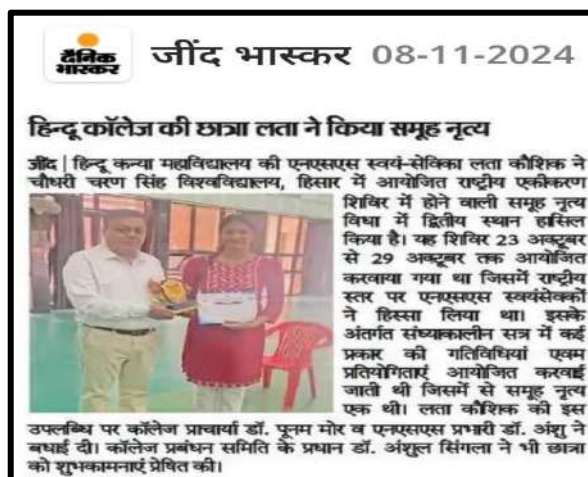 दैनिक
भास्कर
जींद भास्कर 08-11-2024
हिन्दू कॉलेज की छात्रा लता ने किया समूह नृत्य
जींद | हिन्दू कन्या महाविद्यालय की एनएसएस स्वयं-सेविका लता कौशिक ने
चौधरी चरण सिंह विश्वविद्यालय, हिसार में आयोजित राष्ट्रीय एकीकरण
शिविर में होने वाली समूह नृत्य
विधा में द्वितीय स्थान हासिल
किया है। यह शिविर 23 अक्टूबर
से 29 अक्टूबर तक आयोजित
करवाया गया था जिसमें राष्ट्रीय
स्तर पर एनएसएस स्वयंसेवकों
ने हिस्सा लिया था। इसके
अंतर्गत संध्याकालीन सत्र में कई
प्रकार की गतिविधियां एवम
प्रतियोगिताएं आयोजित करवाई
जाती थी जिसमें से समूह नृत्य
एक थी। लता कौशिक की इस
उपलब्धि पर कॉलेज प्राचार्या डॉ. पूनम मोर व एनएसएस प्रभारी डॉ. अंशु ने
बधाई दी। कॉलेज प्रबंधन समिति के प्रधान डॉ. अंशुल सिंगला ने भी छात्रा
को शुभकामनाएं प्रेषित की।